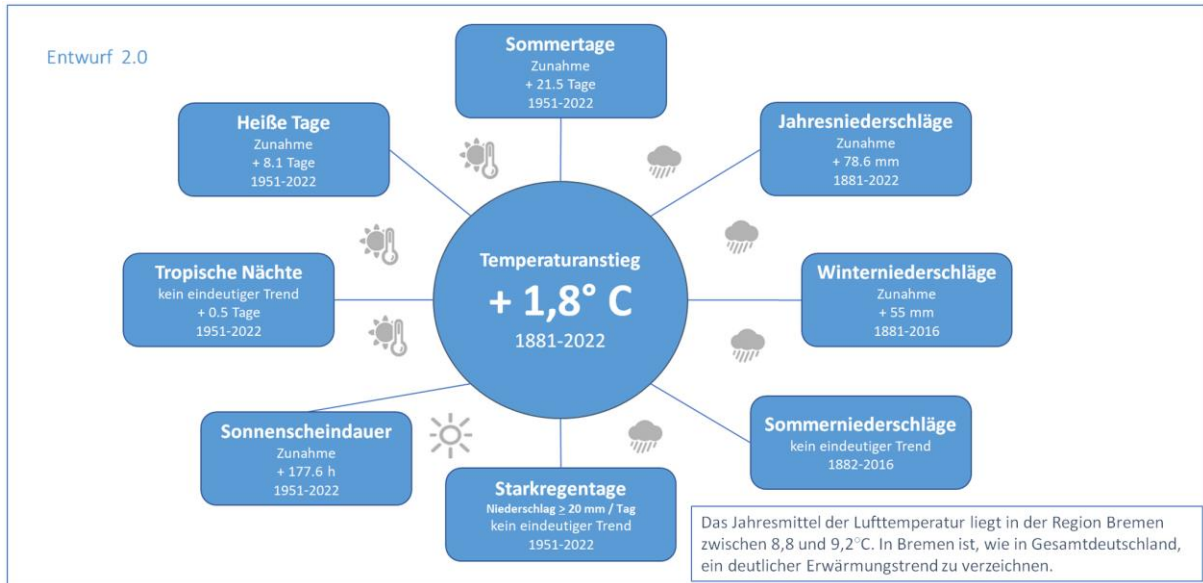 Entwurf 2.0
Sommertage
Zunahme
+ 21.5 Tage
1951-2022
Heiße Tage
Zunahme
+ 8.1 Tage
1951-2022
Jahresniederschläge
Zunahme
+ 78.6 mm
1881-2022
Tropische Nächte
kein eindeutiger Trend
+ 0.5 Tage
1951-2022
Temperaturanstieg
+ 1,8° C
1881-2022
Winterniederschläge
Zunahme
+ 55 mm
1881-2016
Sonnenscheindauer
Zunahme
+ 177.6 h
1951-2022
Sommerniederschläge
kein eindeutiger Trend
1882-2016
Starkregentage
Niederschlag ≥ 20 mm / Tag
kein eindeutiger Trend
1951-2022
Das Jahresmittel der Lufttemperatur liegt in der Region Bremen
zwischen 8,8 und 9,2°C. In Bremen ist, wie in Gesamtdeutschland,
ein deutlicher Erwärmungstrend zu verzeichnen.